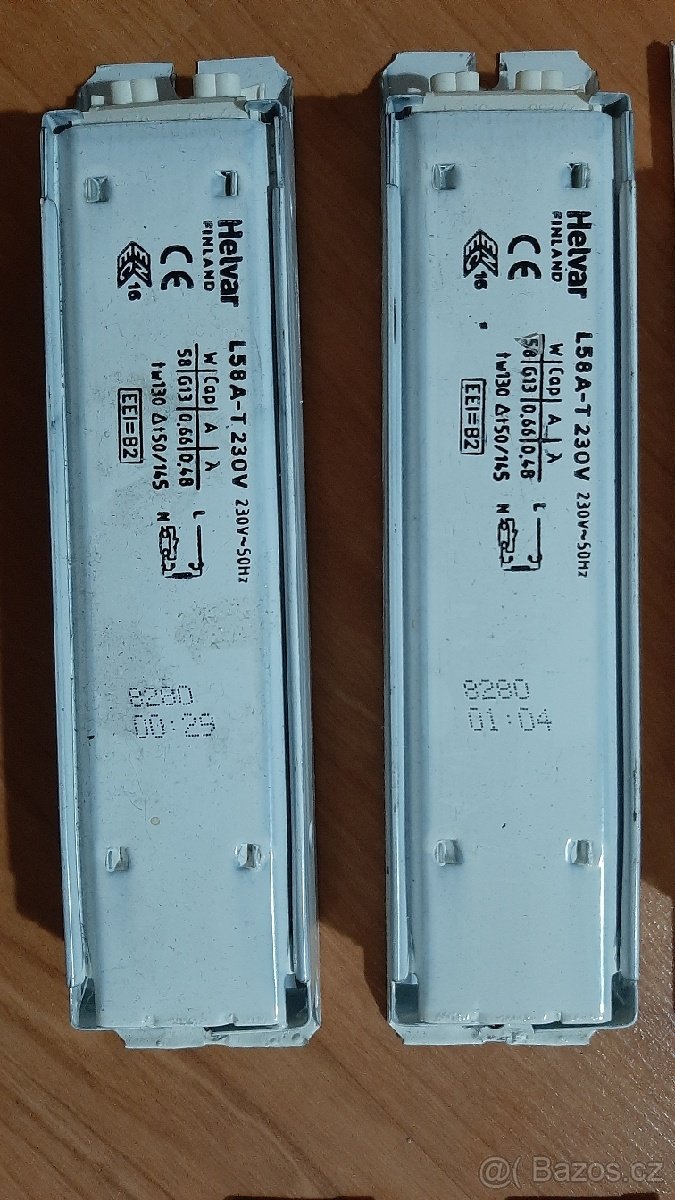 Helvar
FINLAND
CE
16
L58A-T 230V 230V~50Hz
W|Cap| A | λ
58|G13|0,66|0,48
tw130 Δt50/145
EEI=B2
L
N
8280
00:29
Helvar
FINLAND
CE
16
L58A-T 230V 230V~50Hz
W|Cap| A | λ
58|G13|0,66|0,48
tw130 Δt50/145
EEI=B2
L
N
8280
01:04
@( Bazos.cz